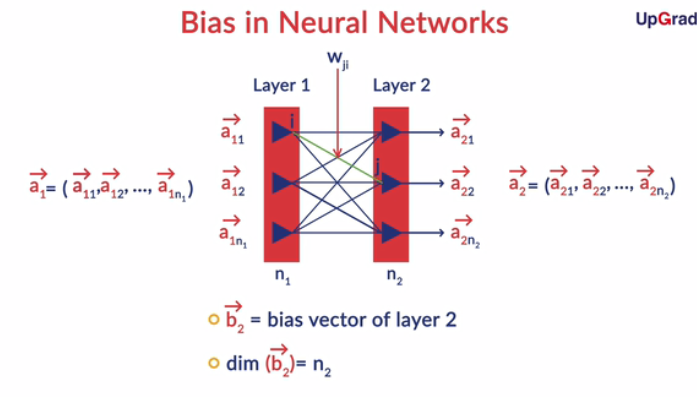 Bias in Neural Networks
UpGrad
w_ji
Layer 1 Layer 2
i
a⃗_11 a⃗_21
j
a⃗_1 = ( a⃗_11, a⃗_12, ..., a⃗_1n_1 ) a⃗_12 a⃗_22 a⃗_2 = (a⃗_21, a⃗_22, ..., a⃗_2n_2)
a⃗_1n_1 a⃗_2n_2
n_1 n_2
b⃗_2 = bias vector of layer 2
dim (b⃗_2)= n_2